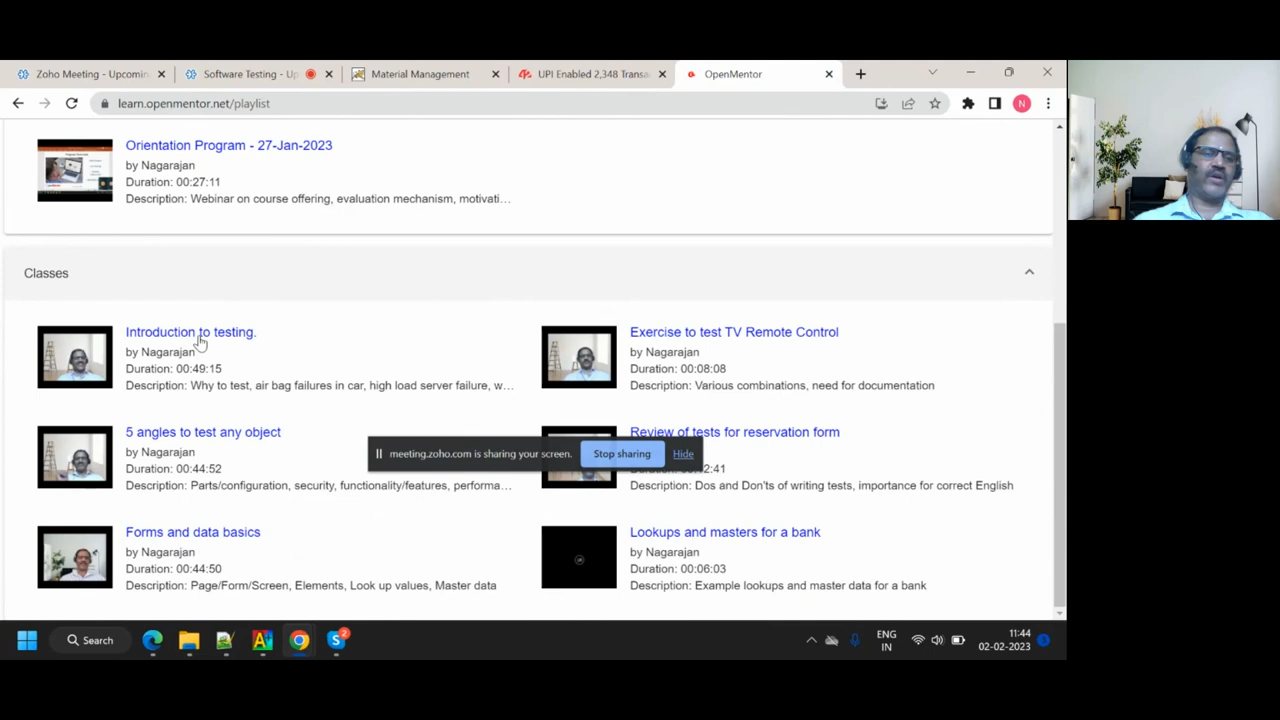 Zoho Meeting - Upcomin
Software Testing - Up
Material Management
UPI Enabled 2,348 Transa
OpenMentor
learn.openmentor.net/playlist
N
Orientation Program - 27-Jan-2023
by Nagarajan
Duration: 00:27:11
Description: Webinar on course offering, evaluation mechanism, motivati...
Classes
Introduction to testing.
by Nagarajan
Duration: 00:49:15
Description: Why to test, air bag failures in car, high load server failure, w...
Exercise to test TV Remote Control
by Nagarajan
Duration: 00:08:08
Description: Various combinations, need for documentation
5 angles to test any object
by Nagarajan
Duration: 00:44:52
Description: Parts/configuration, security, functionality/features, performa...
Review of tests for reservation form
2:41
Description: Dos and Don'ts of writing tests, importance for correct English
meeting.zoho.com is sharing your screen.
Stop sharing
Hide
Forms and data basics
by Nagarajan
Duration: 00:44:50
Description: Page/Form/Screen, Elements, Look up values, Master data
Lookups and masters for a bank
by Nagarajan
Duration: 00:06:03
Description: Example lookups and master data for a bank
Search
2
ENG
IN
11:44
02-02-2023